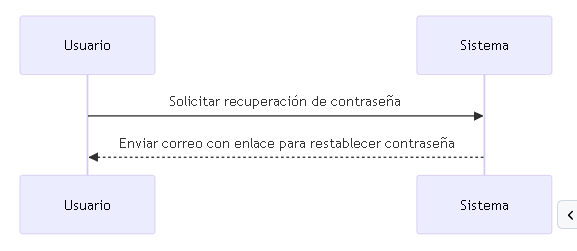 Usuario
Sistema
Solicitar recuperación de contraseña
Enviar correo con enlace para restablecer contraseña
Usuario
Sistema